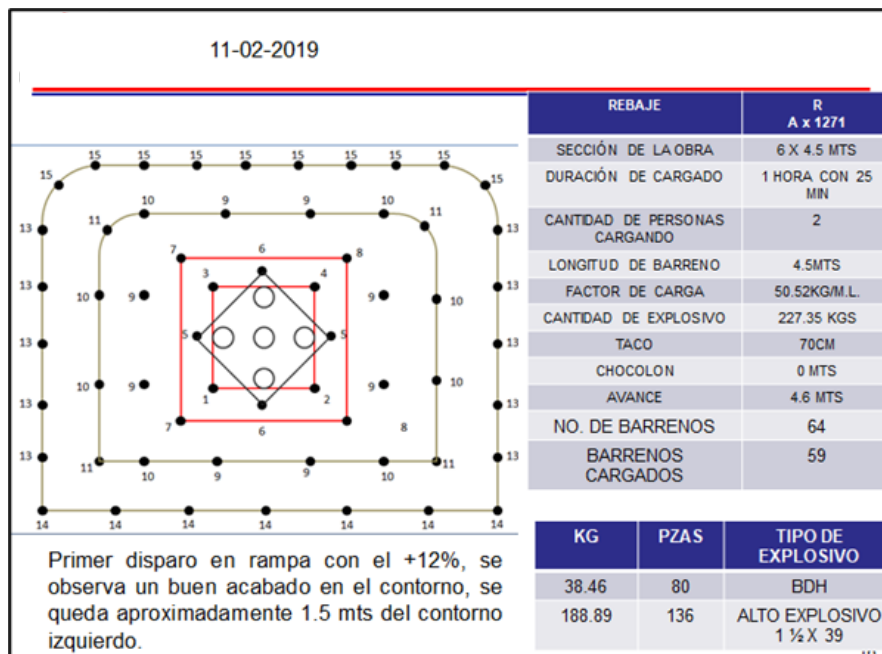 11-02-2019
REBAJE
R
A x 1271
SECCIÓN DE LA OBRA
6 X 4.5 MTS
DURACIÓN DE CARGADO
1 HORA CON 25
MIN
CANTIDAD DE PERSONAS
CARGANDO
2
LONGITUD DE BARRENO
4.5MTS
FACTOR DE CARGA
50.52KG/M.L.
CANTIDAD DE EXPLOSIVO
227.35 KGS
TACO
70CM
CHOCOLON
0 MTS
AVANCE
4.6 MTS
NO. DE BARRENOS
64
BARRENOS
CARGADOS
59
15 15 15 15 15 15 15 15
15 15
10 9 9 10
13 11 11 13
7 6 8
3 4
13 10 9 9 10 13
5 5
13 13
10 9 9 10
1 2
13 13
7 6 8
13 11 10 9 9 10 11 13
14 14 14 14 14 14 14
KG
PZAS
TIPO DE
EXPLOSIVO
38.46
80
BDH
188.89
136
ALTO EXPLOSIVO
1 ½ X 39
Primer disparo en rampa con el +12%, se
observa un buen acabado en el contorno, se
queda aproximadamente 1.5 mts del contorno
izquierdo.